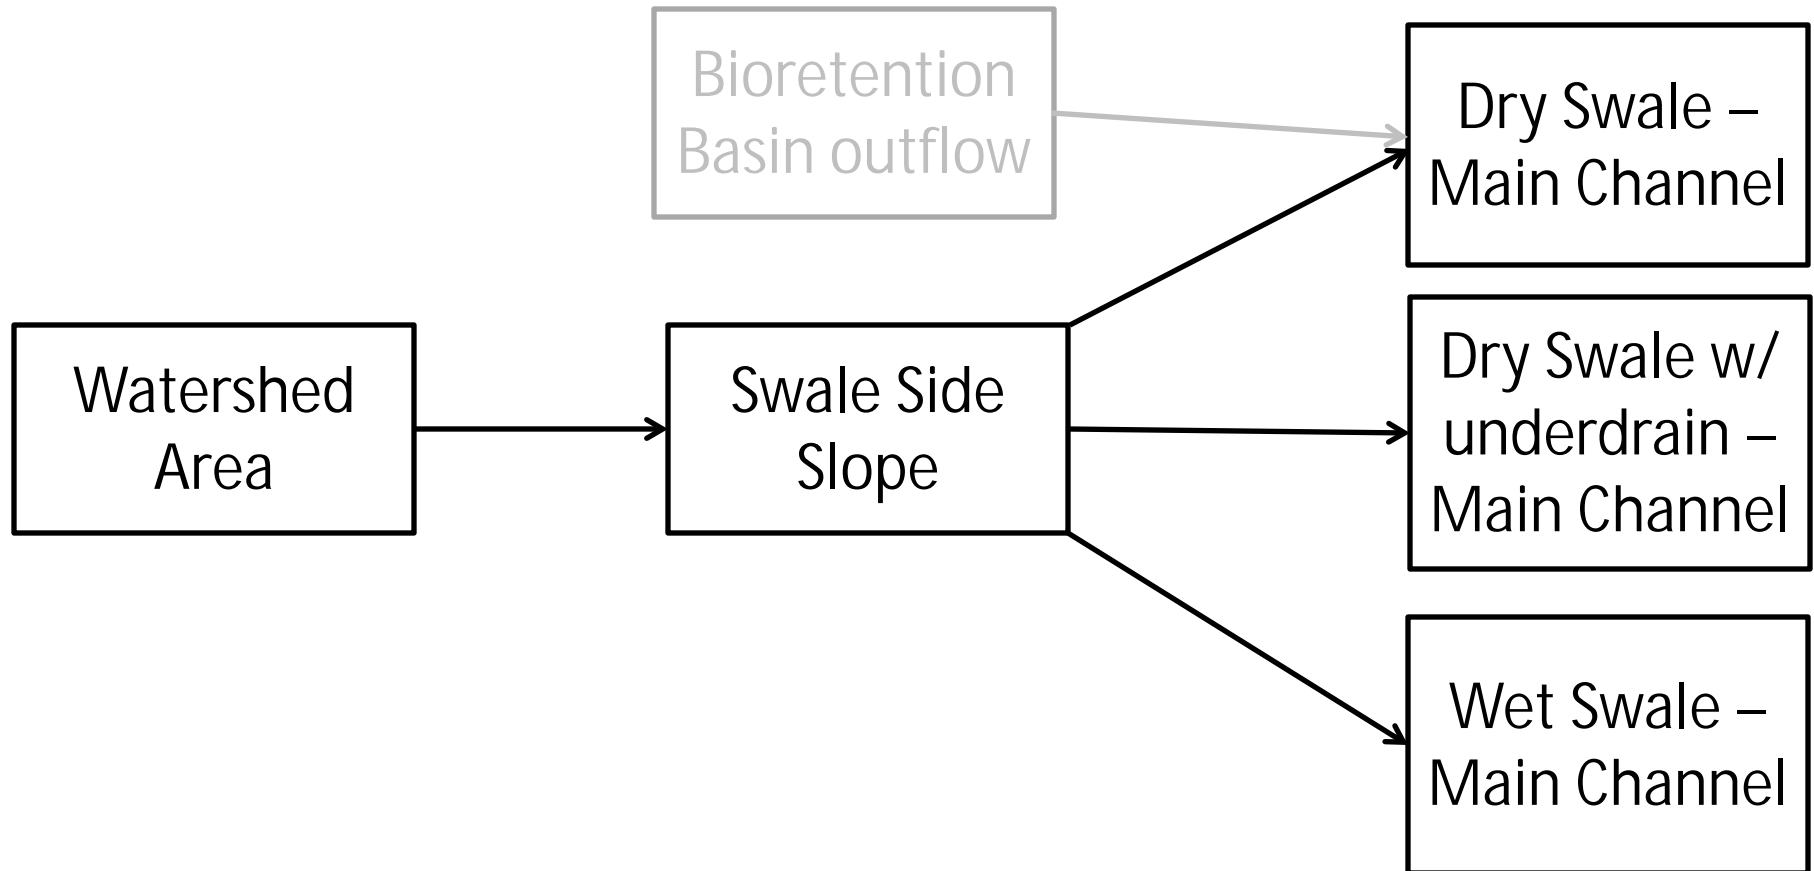 Bioretention
Basin outflow
Dry Swale –
Main Channel
Watershed
Area
Swale Side
Slope
Dry Swale w/
underdrain –
Main Channel
Wet Swale –
Main Channel